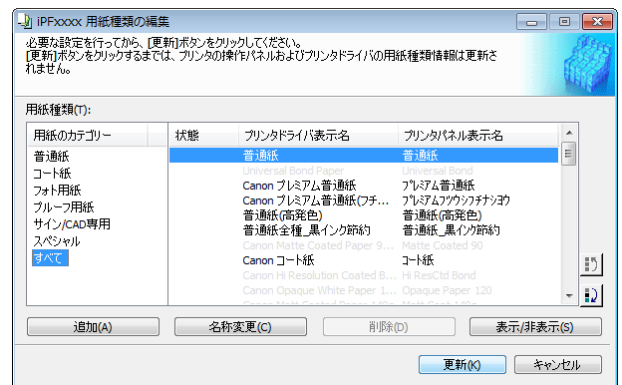 iPFxxxx 用紙種類の編集
必要な設定を行ってから、[更新]ボタンをクリックしてください。
[更新]ボタンをクリックするまでは、プリンタの操作パネルおよびプリンタドライバの用紙種類情報は更新さ
れません。
用紙種類(T):
用紙のカテゴリー 状態 プリンタドライバ表示名 プリンタパネル表示名
普通紙
コート紙
フォト用紙
プルーフ用紙
サイン/CAD専用
スペシャル
すべて
普通紙 普通紙
Universal Bond Paper Universal Bond
Canon プレミアム普通紙 プレミアム普通紙
Canon プレミアム普通紙(フチ... プレミアムフツウシフチナシヨウ
普通紙(高発色) 普通紙(高発色)
普通紙全種_黒インク節約 普通紙_黒インク節約
Canon Matte Coated Paper 9... Matte Coated 90
Canon コート紙 コート紙
Canon Hi Resolution Coated B... Hi ResCtd Bond
Canon Opaque White Paper 1... Opaque Paper 120
追加(A) 名称変更(C) 削除(D) 表示/非表示(S)
更新(K) キャンセル